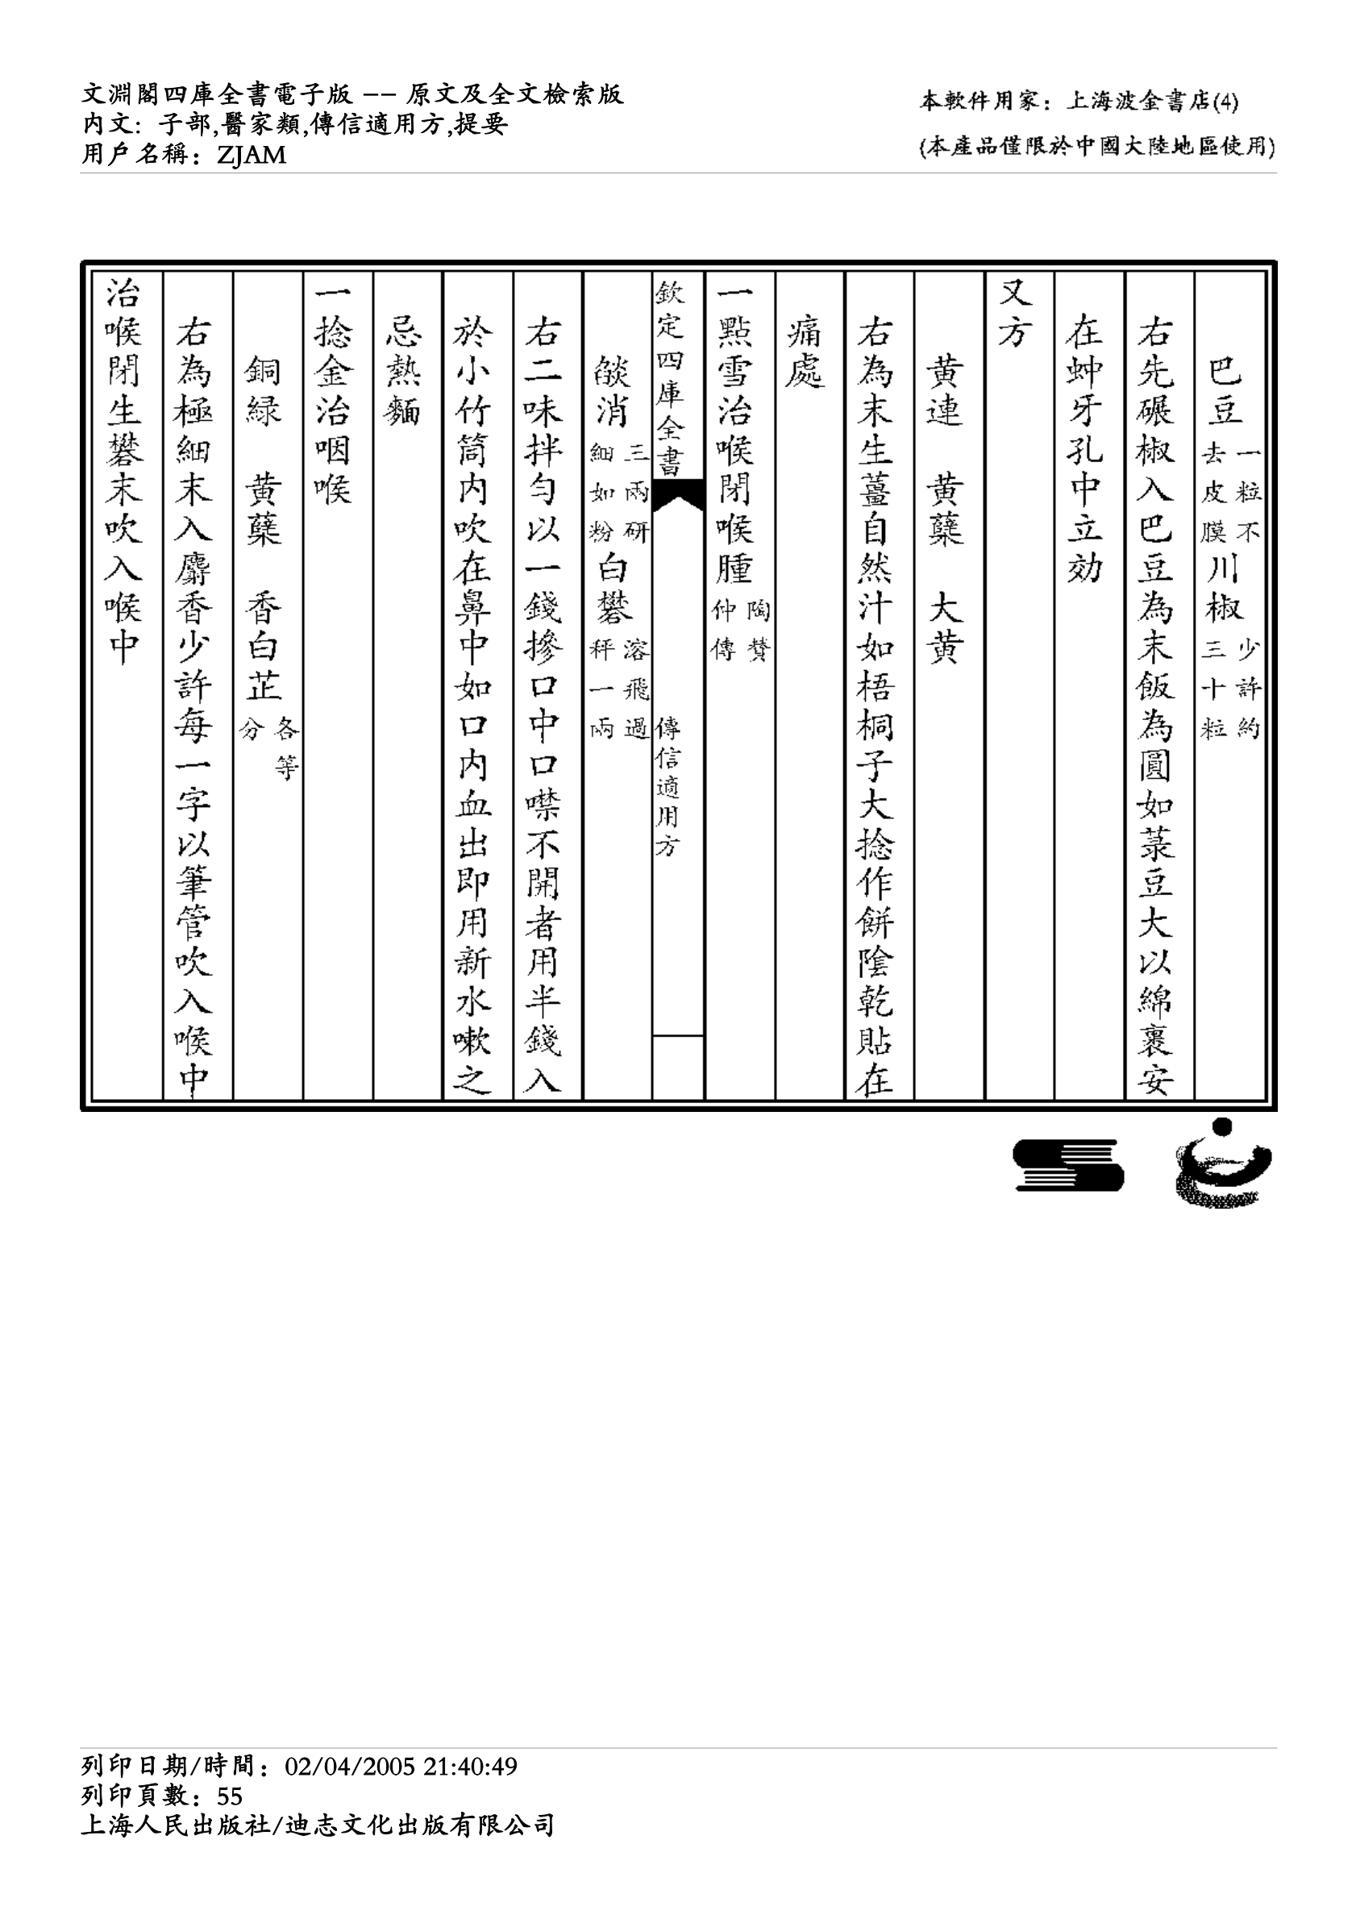 文淵閣四庫全書電子版 -- 原文及全文檢索版
内文: 子部,醫家類,傳信適用方,提要
用戶名稱：ZJAM
本軟件用家：上海波金書店(4)
(本產品僅限於中國大陸地區使用)
巴豆一粒不去皮膜川椒少許約三十粒
右先碾椒入巴豆為末飯為圓如菉豆大以綿裹安
在蚛牙孔中立効
又方
黄連　黄蘗　大黄
右為末生薑自然汁如梧桐子大捻作餅陰乾貼在
痛處
一點雪治喉閉喉腫陶贊仲傳
欽定四庫全書
傳信適用方
燄消三兩研細如粉白礬溶飛過秤一兩
右二味拌匀以一錢摻口中口噤不開者用半錢入
於小竹筒内吹在鼻中如口内血出即用新水嗽之
忌熱麵
一捻金治咽喉
銅緑　黄蘗　香白芷各等分
右為極細末入麝香少許每一字以筆管吹入喉中
治喉閉生礬末吹入喉中
列印日期/時間：02/04/2005 21:40:49
列印頁數：55
上海人民出版社/迪志文化出版有限公司